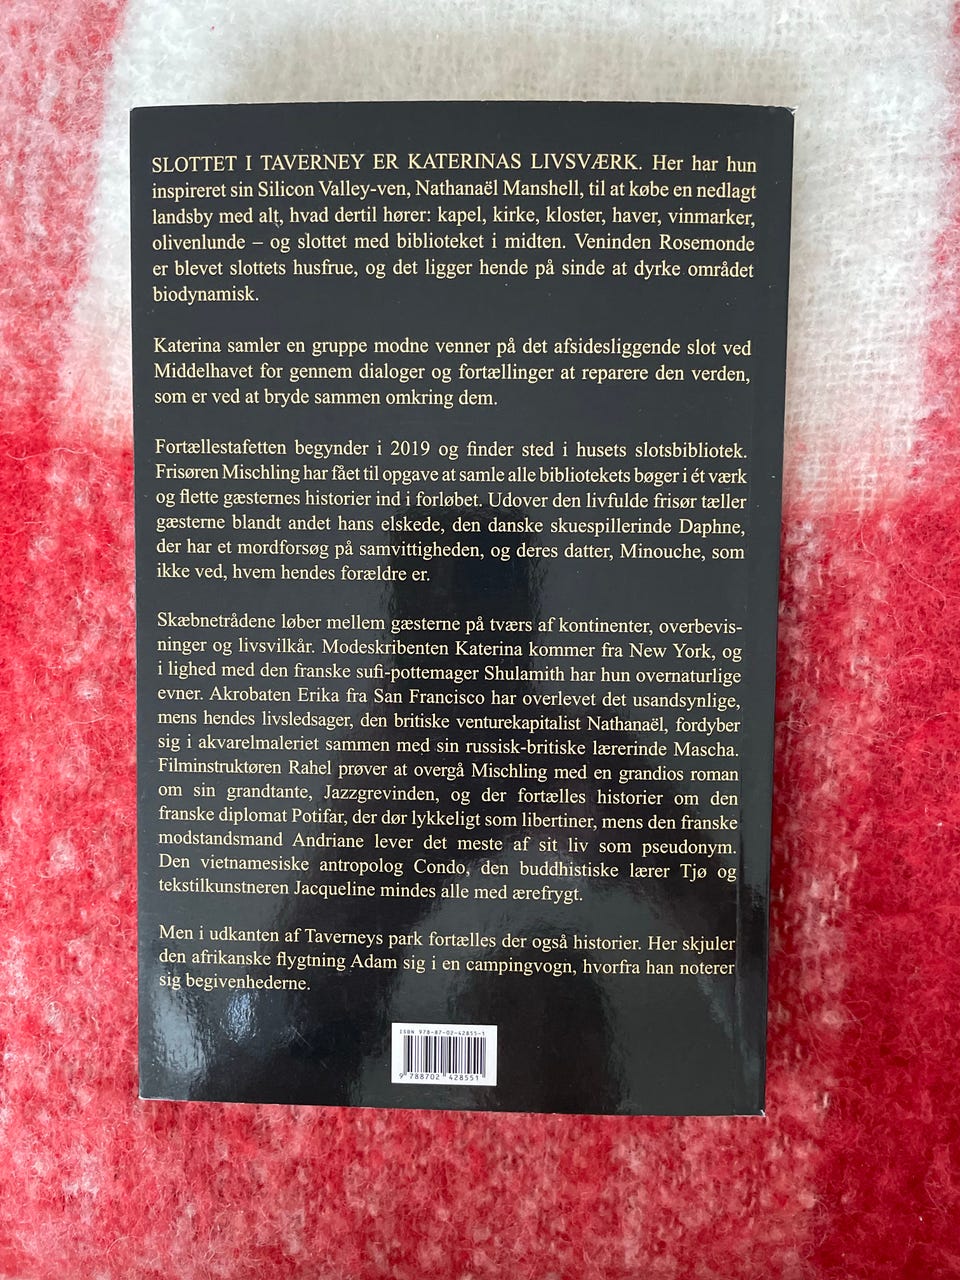 SLOTTET I TAVERNEY ER KATERINAS LIVSVÆRK. Her har hun
inspireret sin Silicon Valley-ven, Nathanaël Manshell, til at købe en nedlagt
landsby med alt, hvad dertil hører: kapel, kirke, kloster, haver, vinmarker,
olivenlunde – og slottet med biblioteket i midten. Veninden Rosemonde
er blevet slottets husfrue, og det ligger hende på sinde at dyrke området
biodynamisk.
Katerina samler en gruppe modne venner på det afsidesliggende slot ved
Middelhavet for gennem dialoger og fortællinger at reparere den verden,
som er ved at bryde sammen omkring dem.
Fortællestafetten begynder i 2019 og finder sted i husets slotsbibliotek.
Frisøren Mischling har fået til opgave at samle alle bibliotekets bøger i ét værk
og flette gæsternes historier ind i forløbet. Udover den livfulde frisør tæller
gæsterne blandt andet hans elskede, den danske skuespillerinde Daphne,
der har et mordforsøg på samvittigheden, og deres datter, Minouche, som
ikke ved, hvem hendes forældre er.
Skæbnetrådene løber mellem gæsterne på tværs af kontinenter, overbevis-
ninger og livsvilkår. Modeskribenten Katerina kommer fra New York, og
i lighed med den franske sufi-pottemager Shulamith har hun overnaturlige
evner. Akrobaten Erika fra San Francisco har overlevet det usandsynlige,
mens hendes livsledsager, den britiske venturekapitalist Nathanaël, fordyber
sig i akvarelmaleriet sammen med sin russisk-britiske lærerinde Mascha.
Filminstruktøren Rahel prøver at overgå Mischling med en grandios roman
om sin grandtante, Jazzgrevinden, og der fortælles historier om den
franske diplomat Potifar, der dør lykkeligt som libertiner, mens den franske
modstandsmand Andriane lever det meste af sit liv som pseudonym.
Den vietnamesiske antropolog Condo, den buddhistiske lærer Tjø og
tekstilkunstneren Jacqueline mindes alle med ærefrygt.
Men i udkanten af Taverneys park fortælles der også historier. Her skjuler
den afrikanske flygtning Adam sig i en campingvogn, hvorfra han noterer
sig begivenhederne.
ISBN 978-87-02-42855-1
9 788702 428551